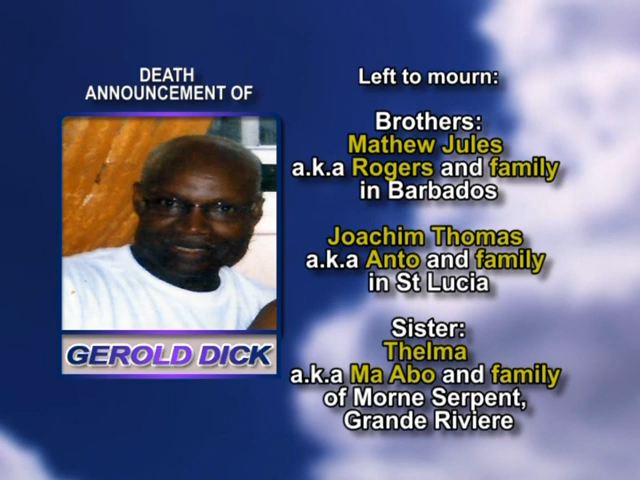 DEATH
ANNOUNCEMENT OF
GEROLD DICK
Left to mourn:
Brothers:
Mathew Jules
a.k.a Rogers and family
in Barbados
Joachim Thomas
a.k.a Anto and family
in St Lucia
Sister:
Thelma
a.k.a Ma Abo and family
of Morne Serpent,
Grande Riviere